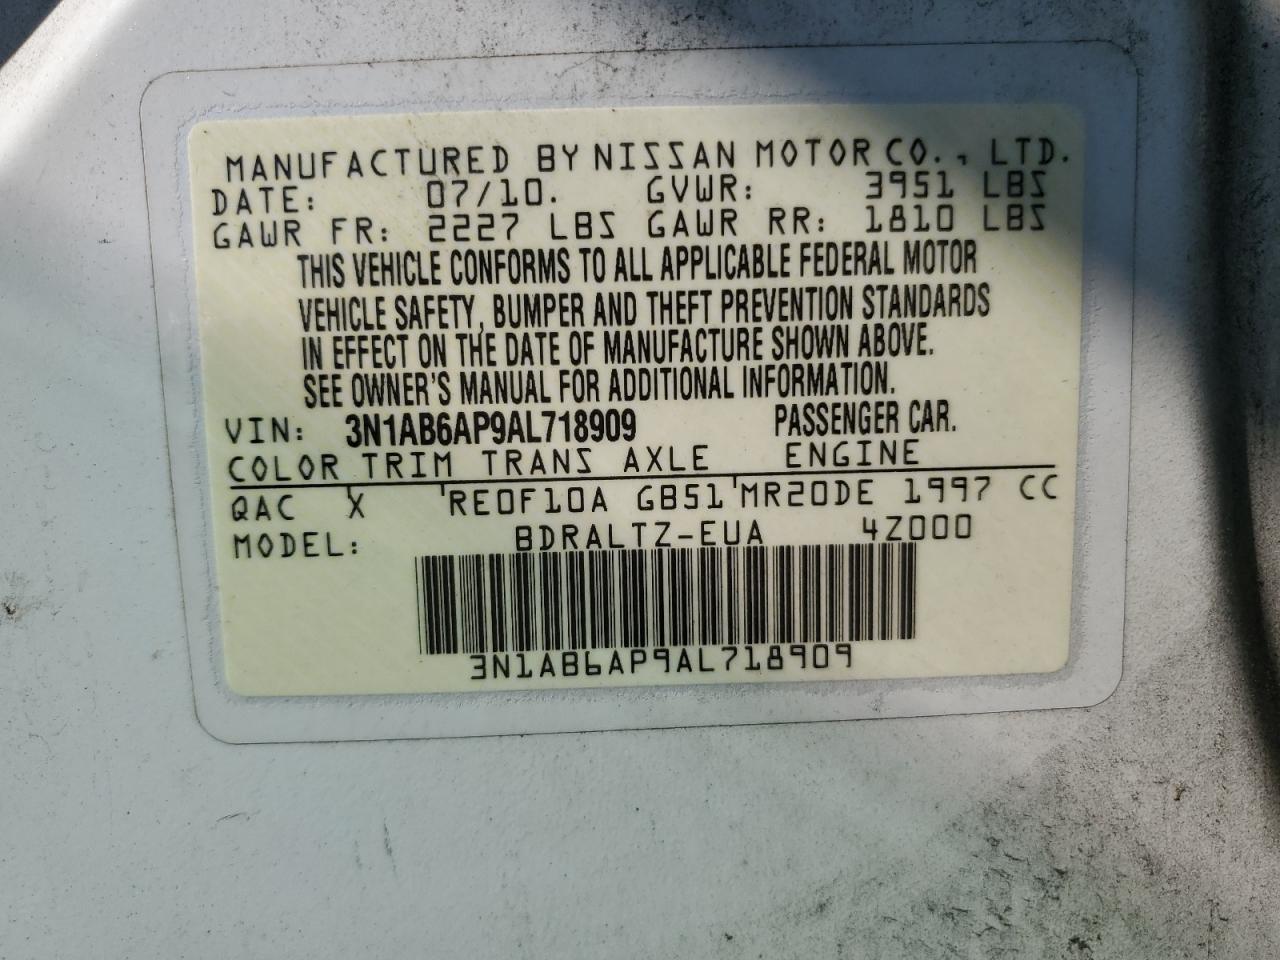 MANUFACTURED BY NISSAN MOTOR CO., LTD.
DATE: 07/10. GVWR: 3951 LBS
GAWR FR: 2227 LBS GAWR RR: 1810 LBS
THIS VEHICLE CONFORMS TO ALL APPLICABLE FEDERAL MOTOR
VEHICLE SAFETY, BUMPER AND THEFT PREVENTION STANDARDS
IN EFFECT ON THE DATE OF MANUFACTURE SHOWN ABOVE.
SEE OWNER'S MANUAL FOR ADDITIONAL INFORMATION.
VIN: 3N1AB6AP9AL718909 PASSENGER CAR.
COLOR TRIM TRANS AXLE ENGINE
QAC X RE0F10A GB51 MR20DE 1997 CC
MODEL: BDRALTZ-EUA 4Z000
3N1AB6AP9AL718909